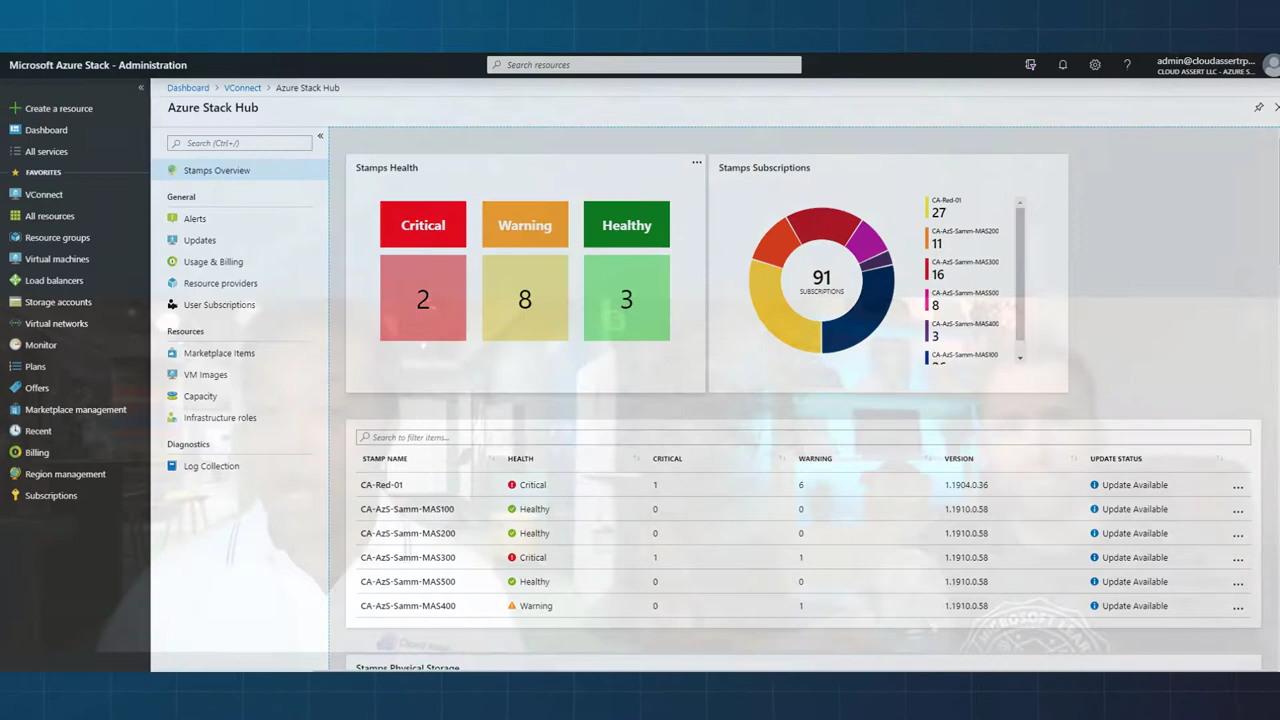 Microsoft Azure Stack - Administration
Search resources
admin@cloudassertrp...
CLOUD ASSERT LLC - AZURE S...
Create a resource
Dashboard
All services
FAVORITES
VConnect
All resources
Resource groups
Virtual machines
Load balancers
Storage accounts
Virtual networks
Monitor
Plans
Offers
Marketplace management
Recent
Billing
Region management
Subscriptions
Dashboard > VConnect > Azure Stack Hub
Azure Stack Hub
Search (Ctrl+/)
Stamps Overview
General
Alerts
Updates
Usage & Billing
Resource providers
User Subscriptions
Resources
Marketplace Items
VM Images
Capacity
Infrastructure roles
Diagnostics
Log Collection
Stamps Health
...
Critical Warning Healthy
2 8 3
Stamps Subscriptions
91
SUBSCRIPTIONS
CA-Red-01
27
CA-AzS-Samm-MAS200
11
CA-AzS-Samm-MAS300
16
CA-AzS-Samm-MAS500
8
CA-AzS-Samm-MAS400
3
CA-AzS-Samm-MAS100
Search to filter items...
STAMP NAME HEALTH CRITICAL WARNING VERSION UPDATE STATUS
CA-Red-01 Critical 1 6 1.1904.0.36 Update Available ...
CA-AzS-Samm-MAS100 Healthy 0 0 1.1910.0.58 Update Available ...
CA-AzS-Samm-MAS200 Healthy 0 0 1.1910.0.58 Update Available ...
CA-AzS-Samm-MAS300 Critical 1 1 1.1910.0.58 Update Available ...
CA-AzS-Samm-MAS500 Healthy 0 0 1.1910.0.58 Update Available ...
CA-AzS-Samm-MAS400 Warning 0 1 1.1910.0.58 Update Available ...
MICROSOFT LEAR
Stamps Physical Storage